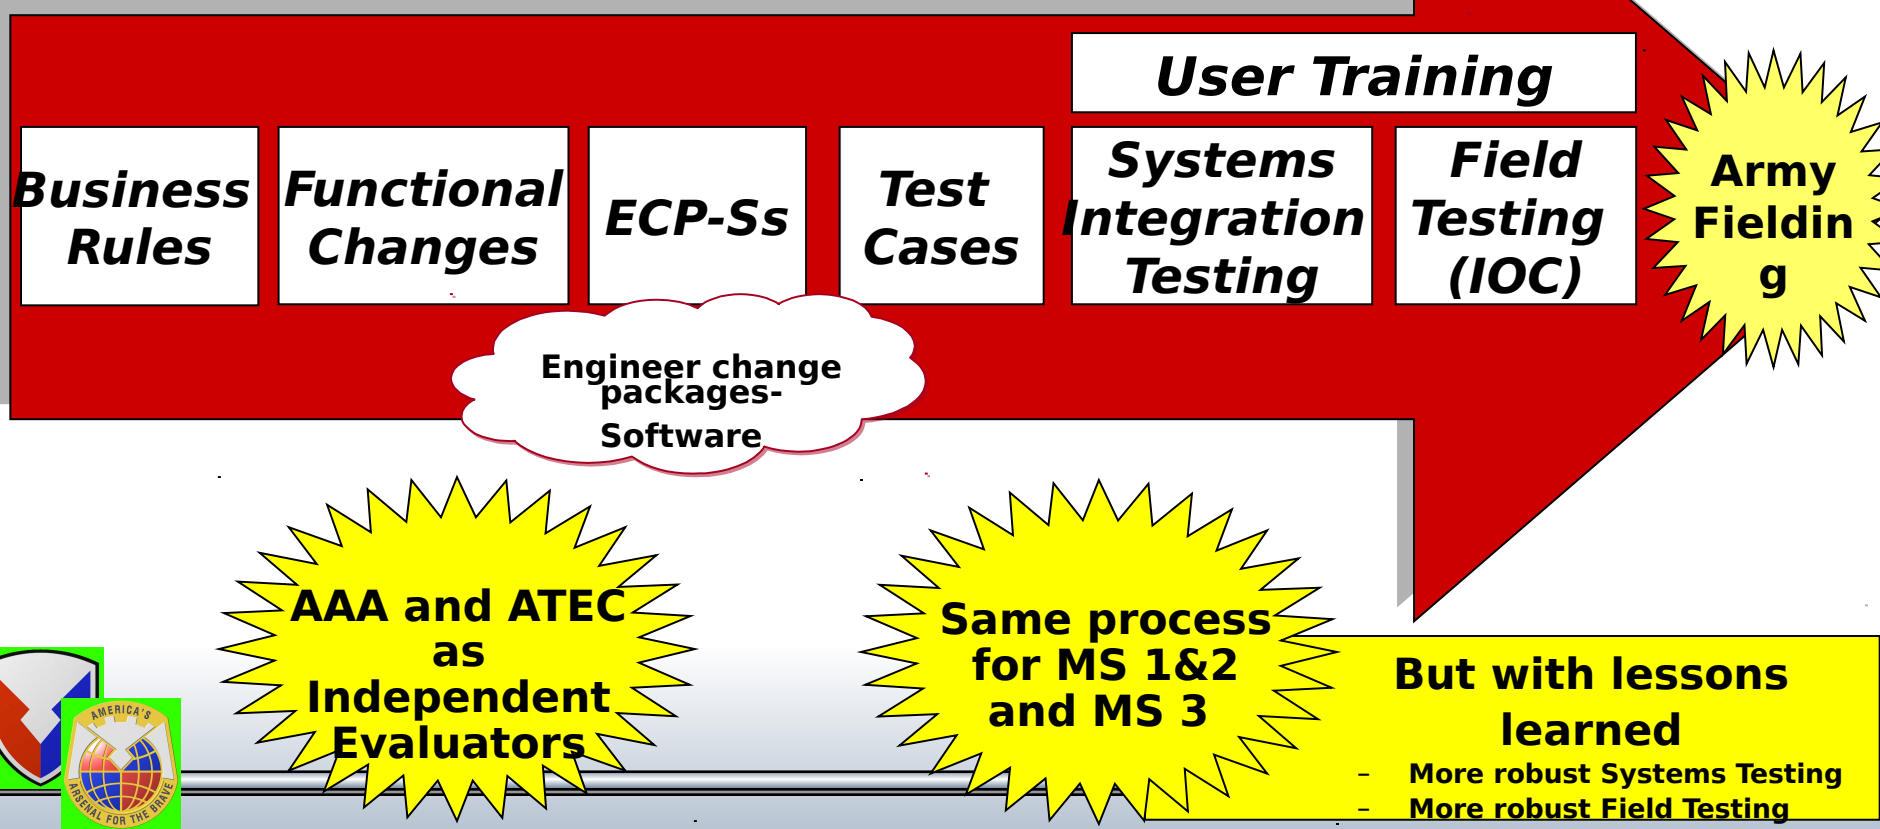 User Training
Business
Rules
Functional
Changes
ECP-Ss
Test
Cases
Systems
Integration
Testing
Field
Testing
(IOC)
Army
Fieldin
g
Engineer change
packages-
Software
AAA and ATEC
as
Independent
Evaluators
Same process
for MS 1&2
and MS 3
But with lessons
learned
– More robust Systems Testing
– More robust Field Testing
AMERICA'S
ARSENAL FOR THE BRAVE